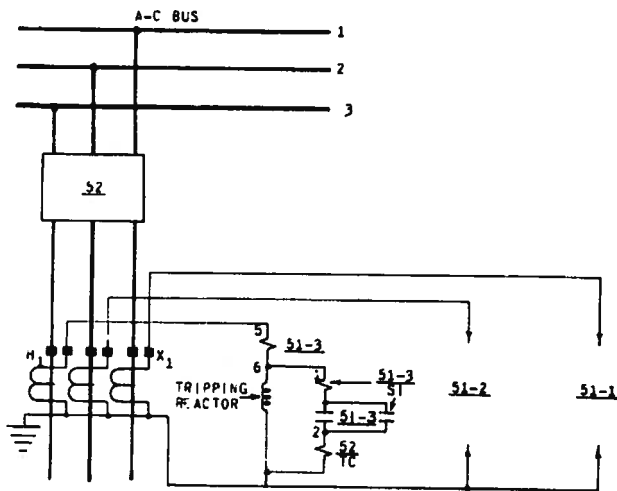 A-C BUS
1
2
3
52
H1
X1
5
51-3
6
TRIPPING
REACTOR
51-3
SI
51-3
2
52
TC
51-2
51-1